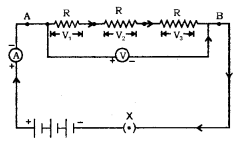 A R R R B
V₁ V₂ V₃
− V +
− A +
+ − X